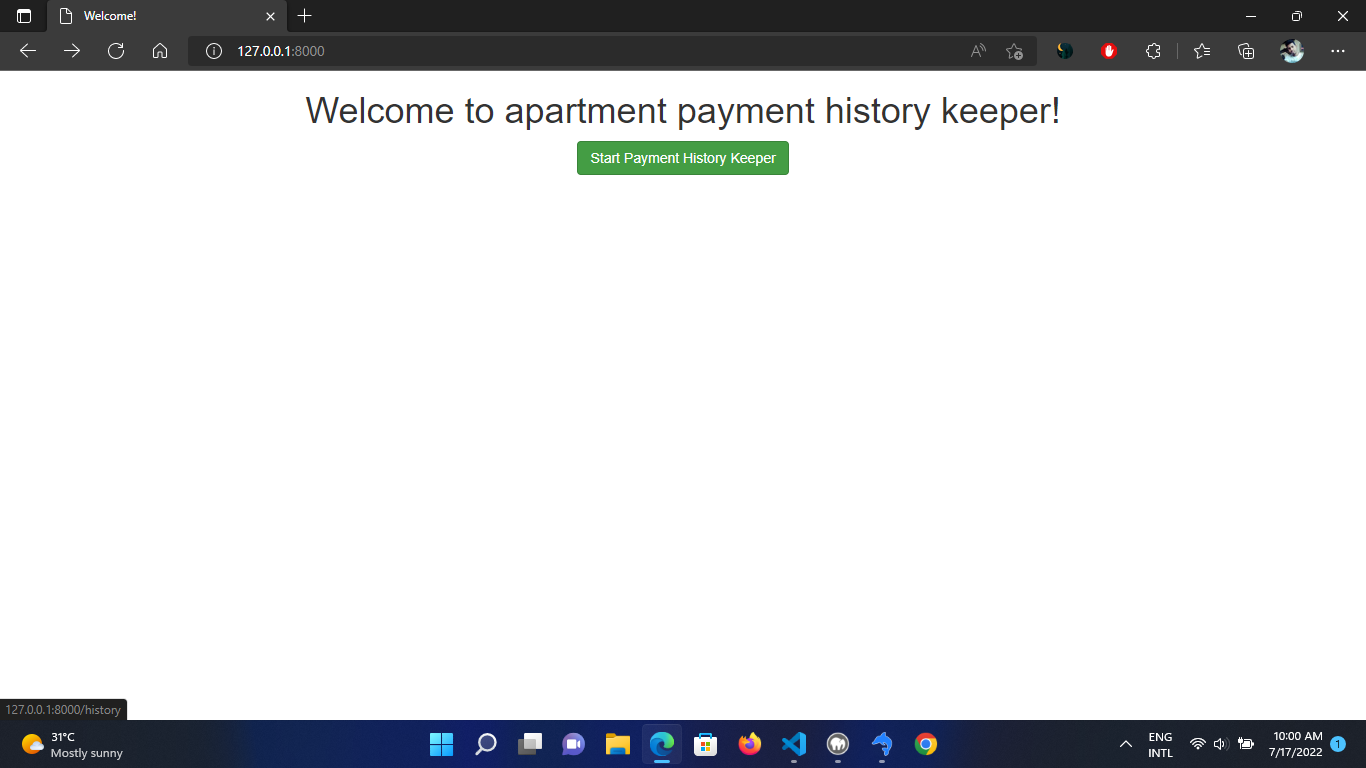 Welcome!
127.0.0.1:8000
Welcome to apartment payment history keeper!
Start Payment History Keeper
127.0.0.1:8000/history
31°C
Mostly sunny
ENG
INTL
10:00 AM
7/17/2022
1